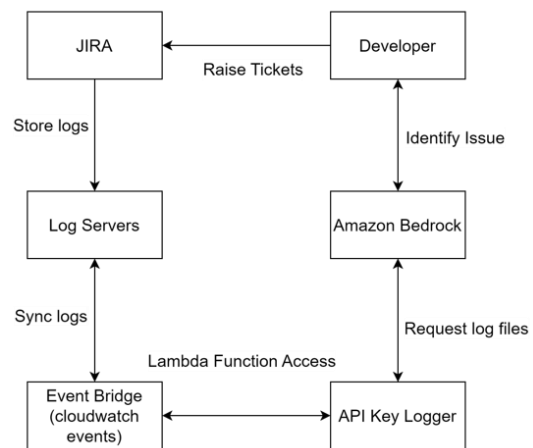 JIRA
Developer
Raise Tickets
Store logs
Identify Issue
Log Servers
Amazon Bedrock
Sync logs
Request log files
Lambda Function Access
Event Bridge
(cloudwatch
events)
API Key Logger